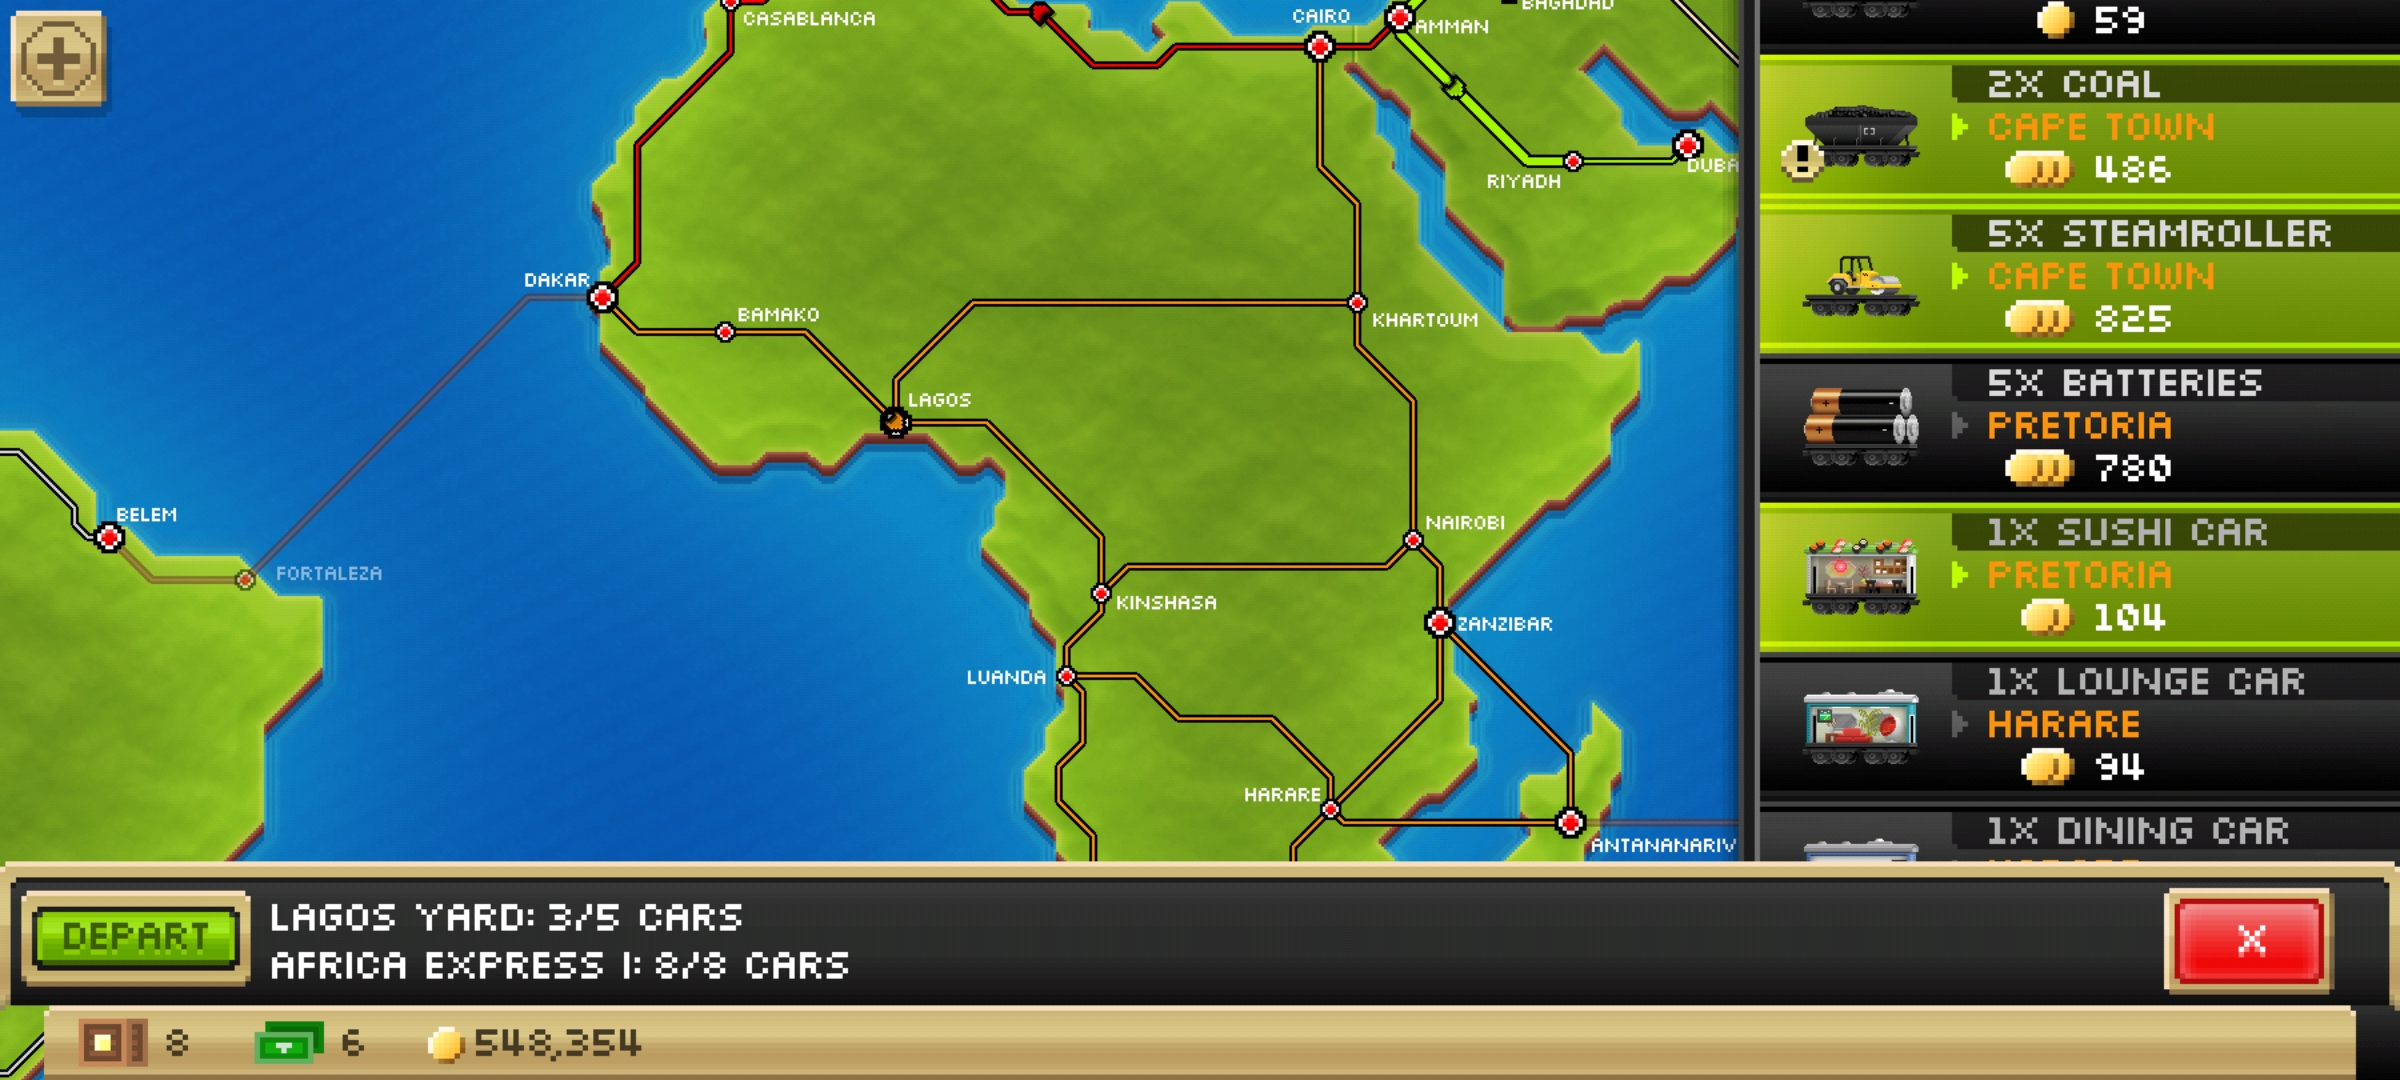 CASABLANCA
CAIRO
AMMAN
BAGHDAD
RIYADH
DUBA
DAKAR
BAMAKO
KHARTOUM
LAGOS
BELEM
FORTALEZA
NAIROBI
KINSHASA
ZANZIBAR
LUANDA
HARARE
ANTANANARIV
59
2X COAL
CAPE TOWN
486
5X STEAMROLLER
CAPE TOWN
825
5X BATTERIES
PRETORIA
780
1X SUSHI CAR
PRETORIA
104
1X LOUNGE CAR
HARARE
94
1X DINING CAR
DEPART
LAGOS YARD: 3/5 CARS
AFRICA EXPRESS I: 8/8 CARS
X
8
6
548,354